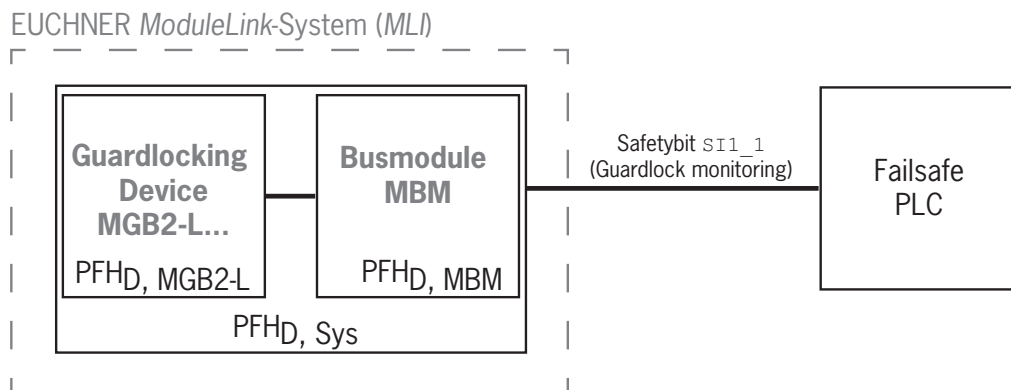 EUCHNER ModuleLink-System (MLI)
Guardlocking
Device
MGB2-L...
PFHD, MGB2-L
Busmodule
MBM
PFHD, MBM
PFHD, Sys
Safetybit SI1_1
(Guardlock monitoring)
Failsafe
PLC